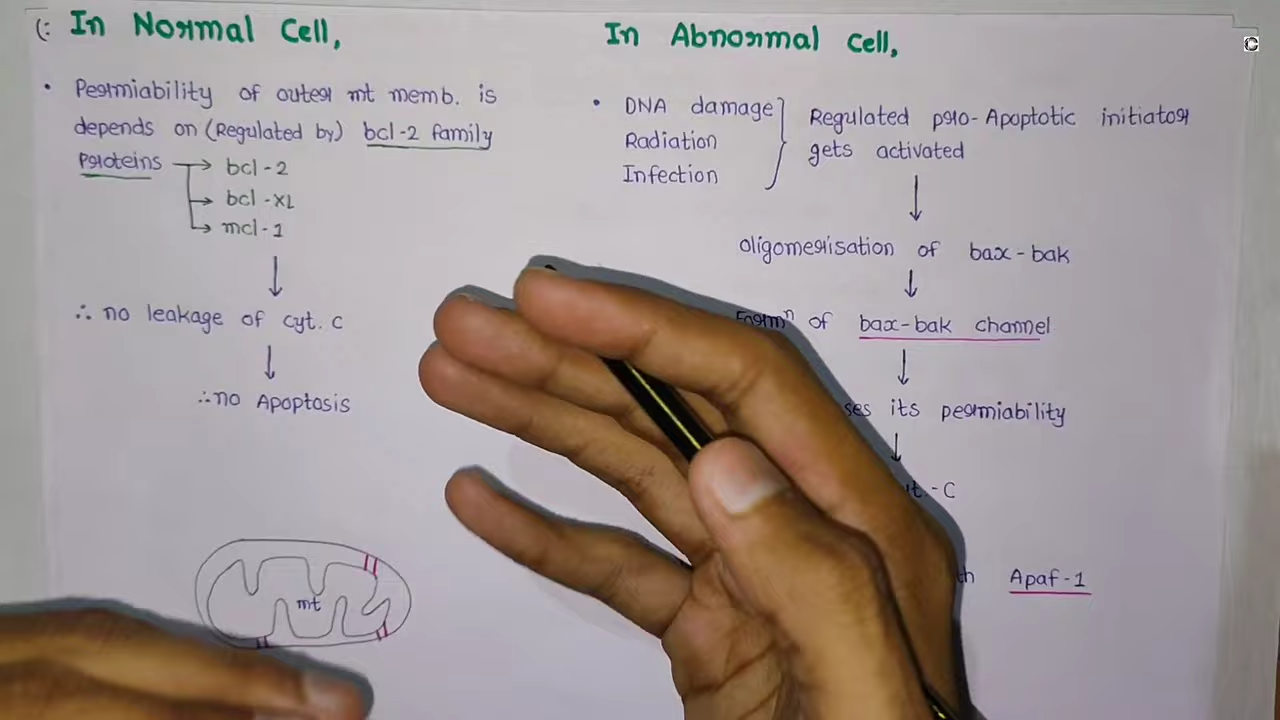 In Normal Cell,
• Permiability of outer mt memb. is
depends on (Regulated by) bcl-2 family
Proteins → bcl-2
→ bcl-XL
→ mcl-1
∴ no leakage of cyt. c
∴ no Apoptosis
mt
In Abnormal Cell,
• DNA damage
Radiation
Infection
Regulated pro-Apoptotic initiator
gets activated
oligomerisation of bax-bak
Formⁿ of bax-bak channel
its permiability
-C
Apaf-1
C